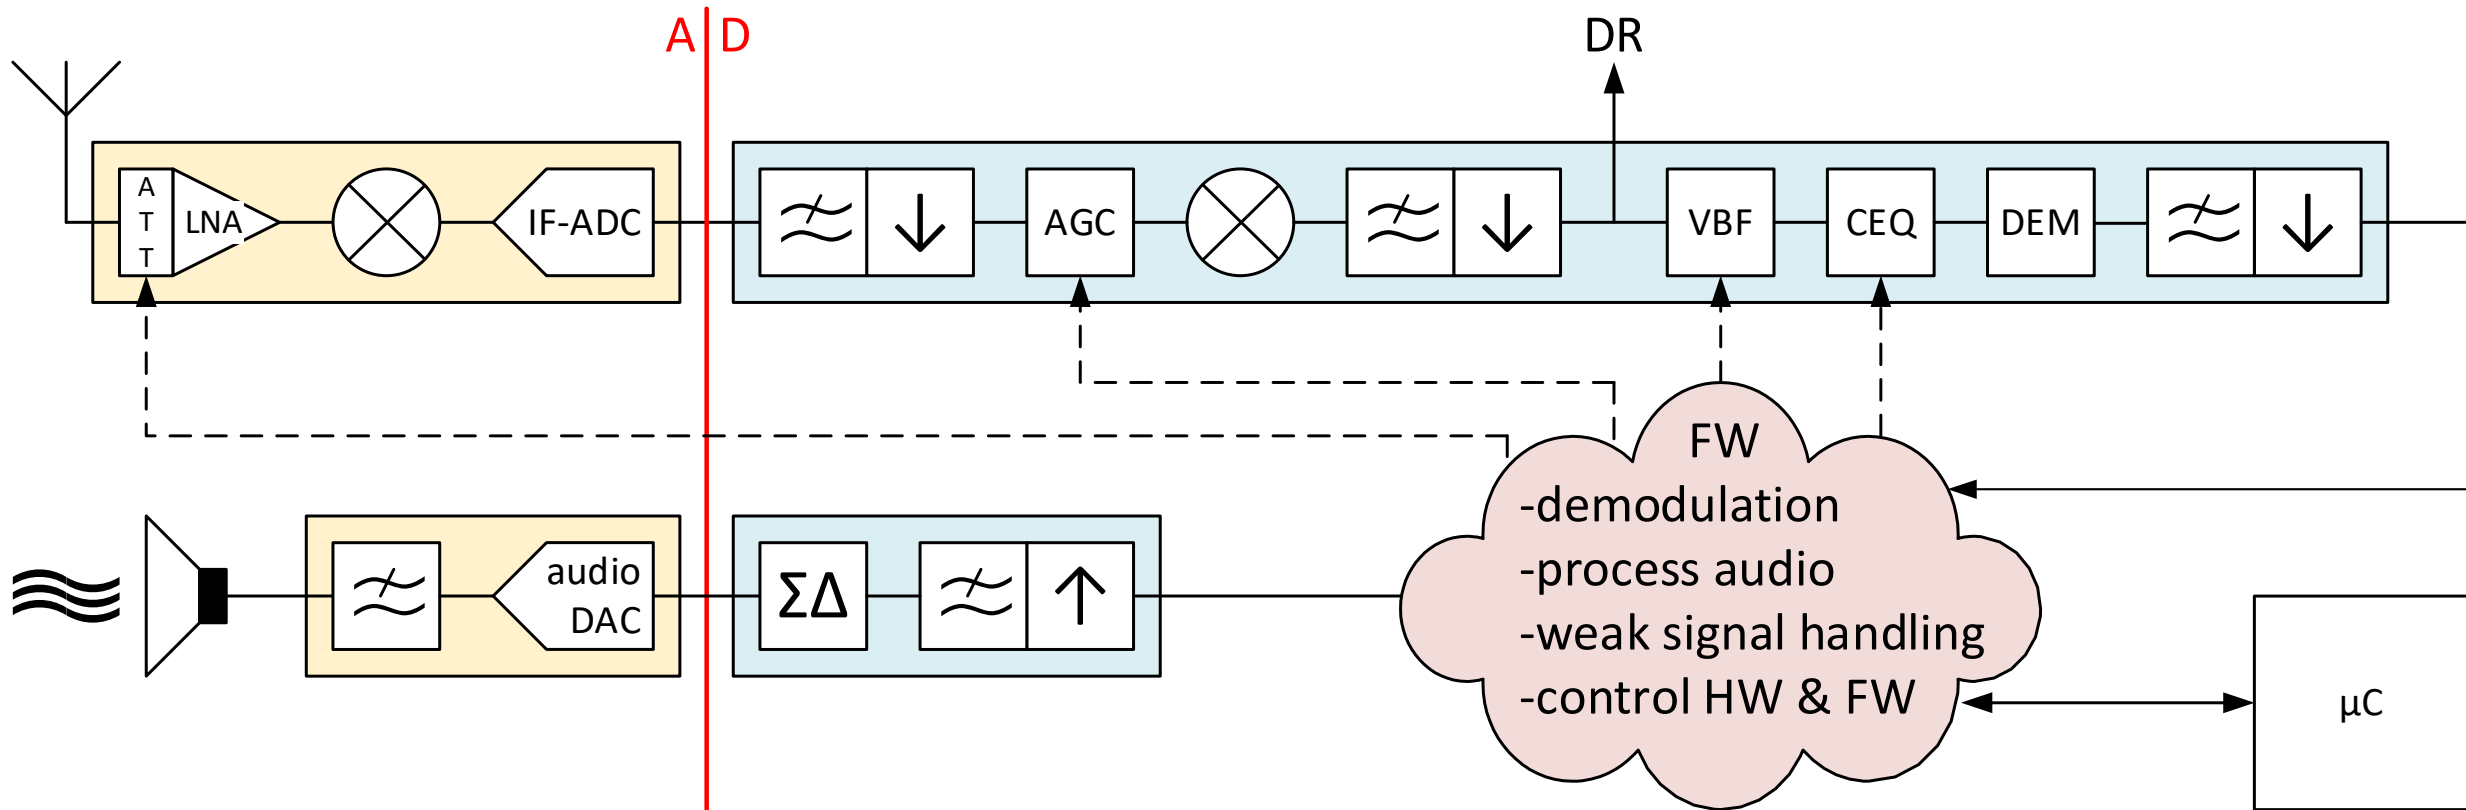 A D
DR
A
T
T
LNA
IF-ADC
AGC
VBF
CEQ
DEM
FW
-demodulation
-process audio
-weak signal handling
-control HW & FW
audio
DAC
ΣΔ
µC